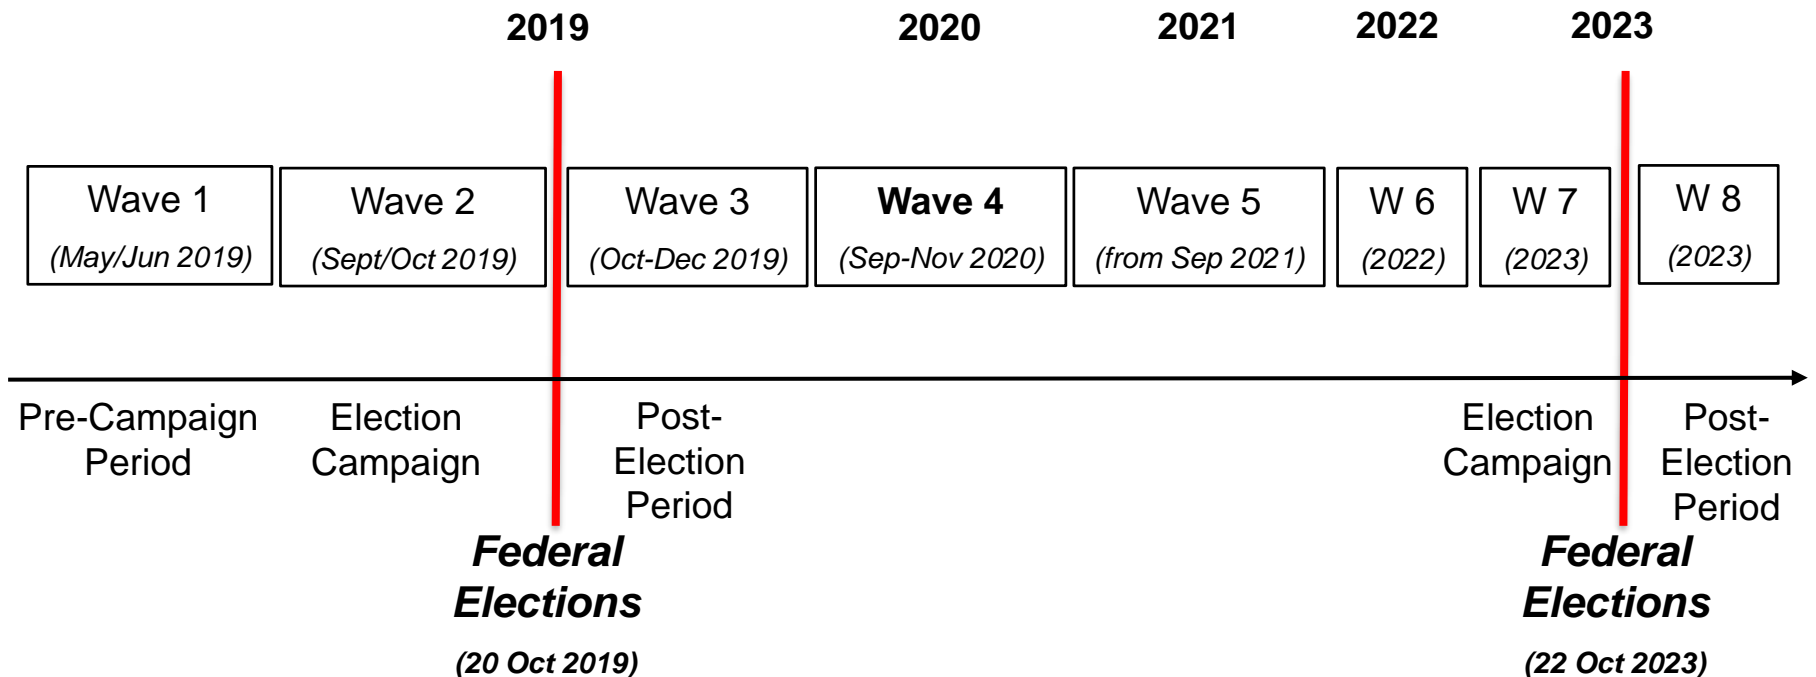 2019 2020 2021 2022 2023
Wave 1 Wave 2 Wave 3 Wave 4 Wave 5 W 6 W 7 W 8
(May/Jun 2019) (Sept/Oct 2019) (Oct-Dec 2019) (Sep-Nov 2020) (from Sep 2021) (2022) (2023) (2023)
Pre-Campaign Election Post- Election Post-
Period Campaign Election Campaign Election
Period Period
Federal Federal
Elections Elections
(20 Oct 2019) (22 Oct 2023)